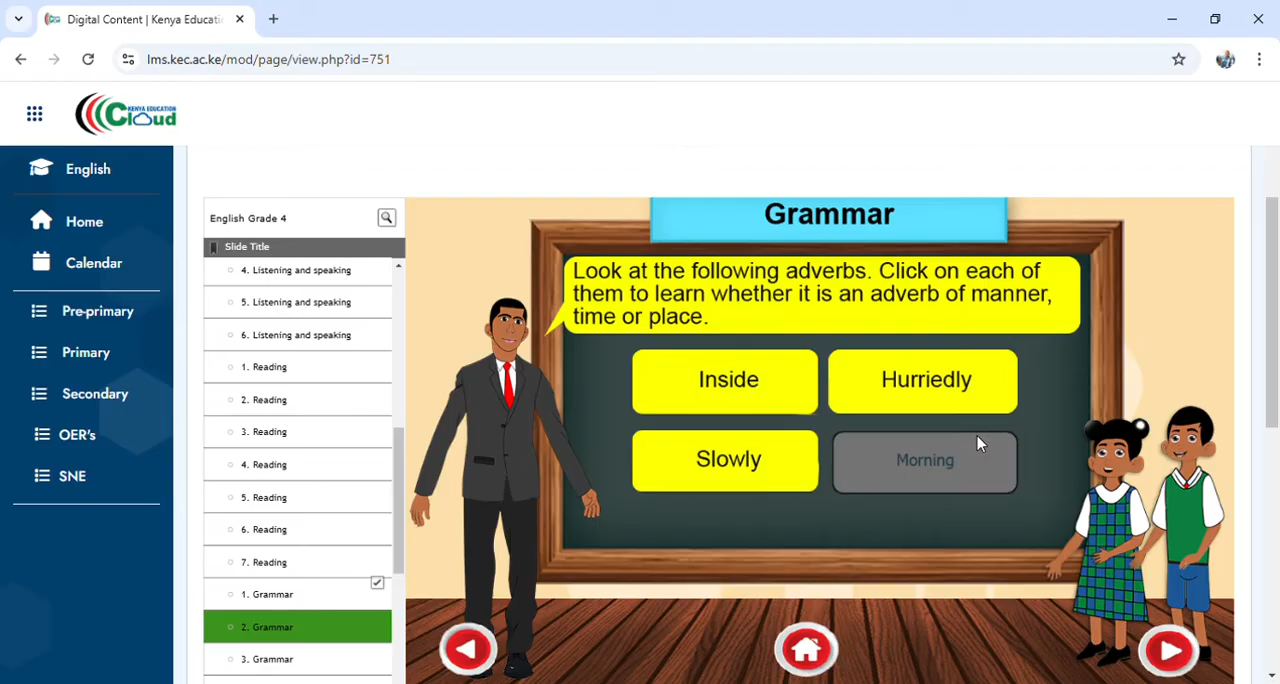 Digital Content | Kenya Educati
lms.kec.ac.ke/mod/page/view.php?id=751
KENYA EDUCATION
Cloud
English
Home
Calendar
Pre-primary
Primary
Secondary
OER's
SNE
English Grade 4
Slide Title
4. Listening and speaking
5. Listening and speaking
6. Listening and speaking
1. Reading
2. Reading
3. Reading
4. Reading
5. Reading
6. Reading
7. Reading
1. Grammar
2. Grammar
3. Grammar
Grammar
Look at the following adverbs. Click on each of
them to learn whether it is an adverb of manner,
time or place.
Inside
Hurriedly
Slowly
Morning